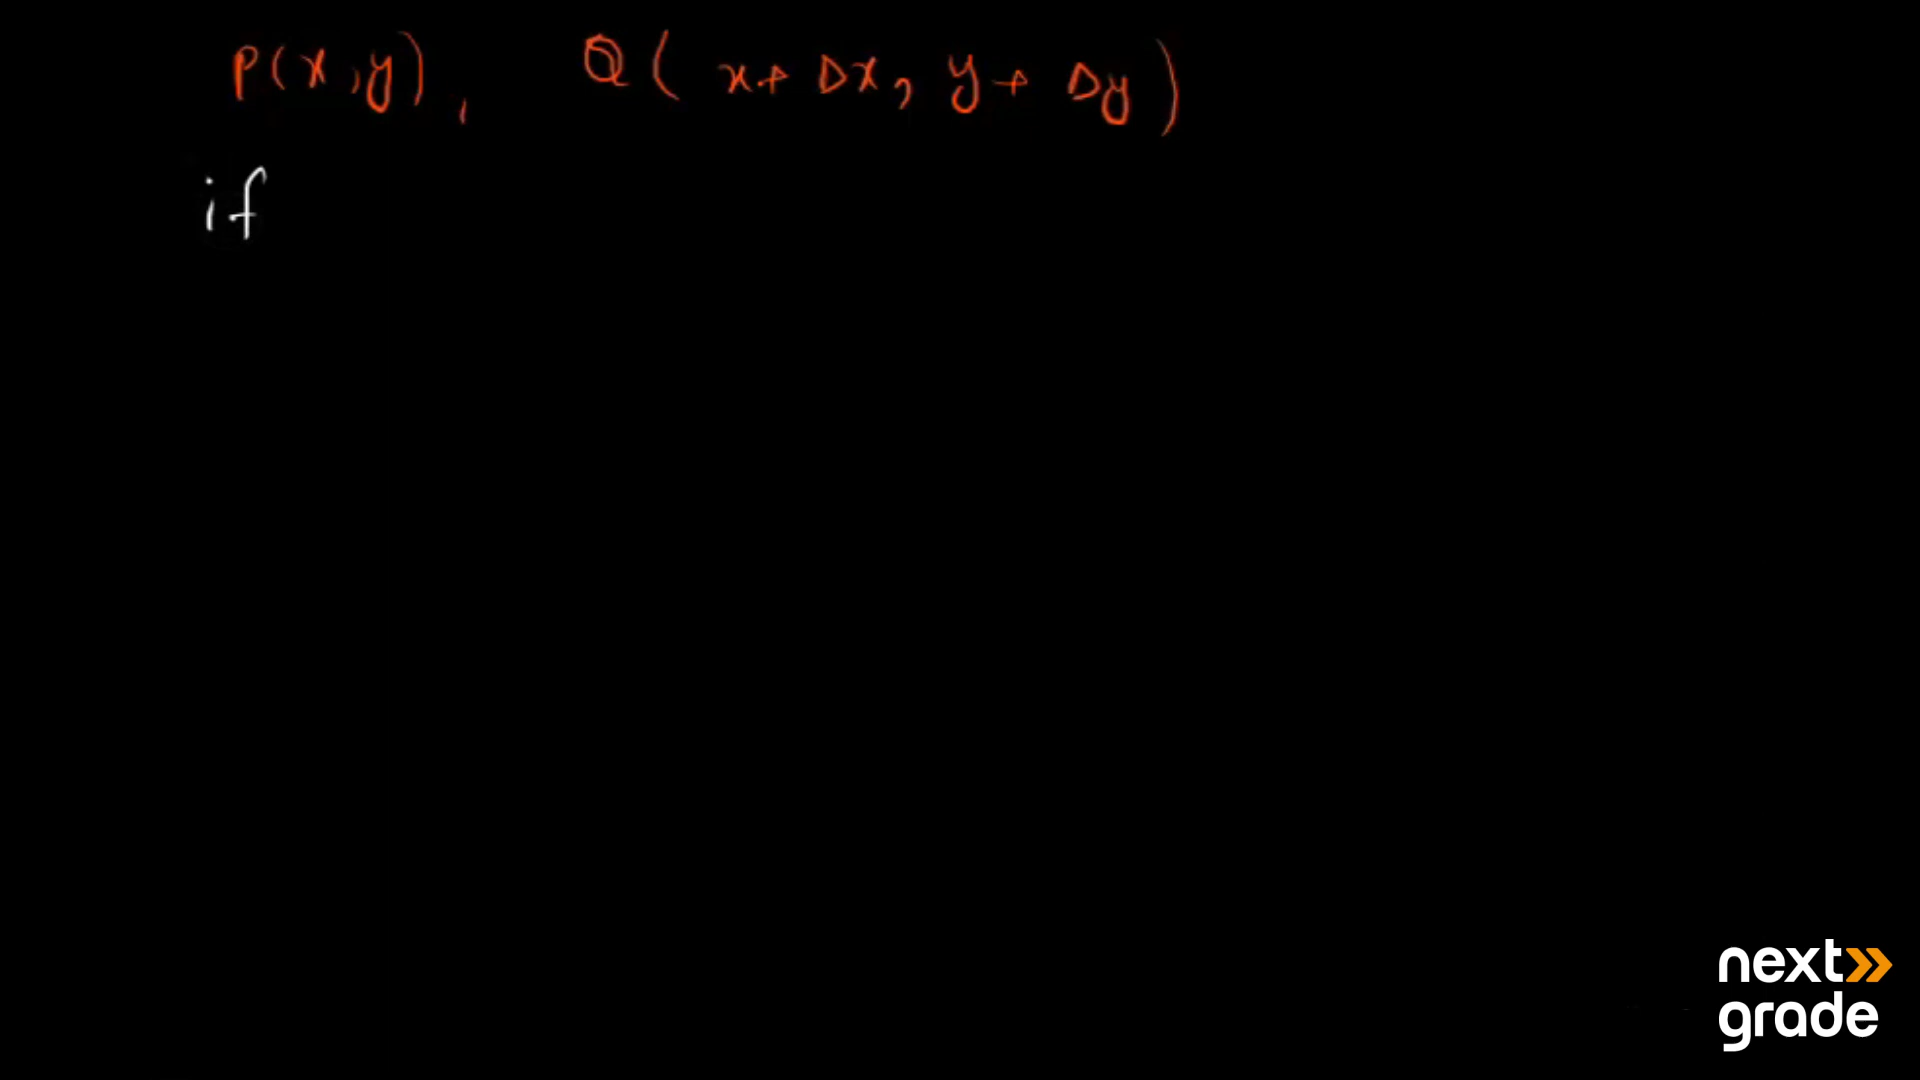 P(x,y), Q(x+Δx, y+Δy)
if
next
grade